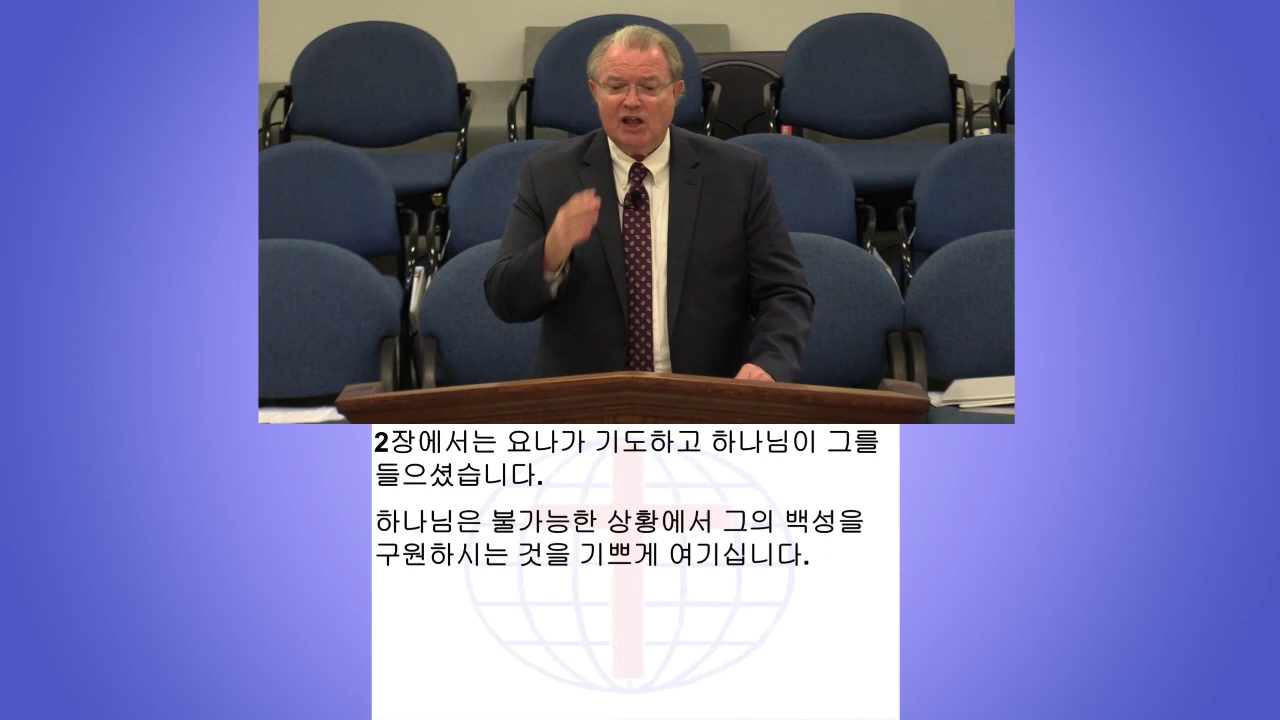 2장에서는 요나가 기도하고 하나님이 그를
들으셨습니다.
하나님은 불가능한 상황에서 그의 백성을
구원하시는 것을 기쁘게 여기십니다.